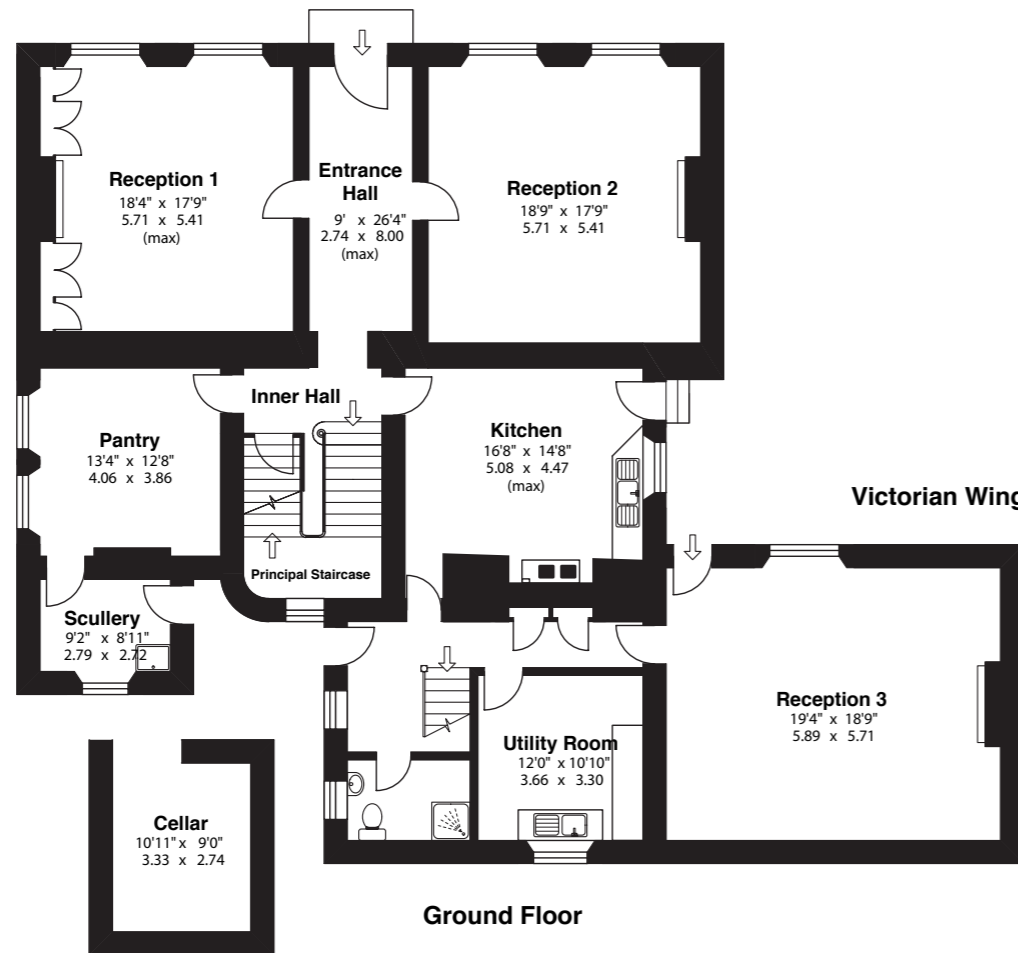 Reception 1
18'4" x 17'9"
5.71 x 5.41
(max)
Entrance
Hall
9' x 26'4"
2.74 x 8.00
(max)
Reception 2
18'9" x 17'9"
5.71 x 5.41
Inner Hall
Pantry
13'4" x 12'8"
4.06 x 3.86
Kitchen
16'8" x 14'8"
5.08 x 4.47
(max)
Victorian Wing
Principal Staircase
Scullery
9'2" x 8'11"
2.79 x 2.72
Reception 3
19'4" x 18'9"
5.89 x 5.71
Utility Room
12'0" x 10'10"
3.66 x 3.30
Cellar
10'11" x 9'0"
3.33 x 2.74
Ground Floor